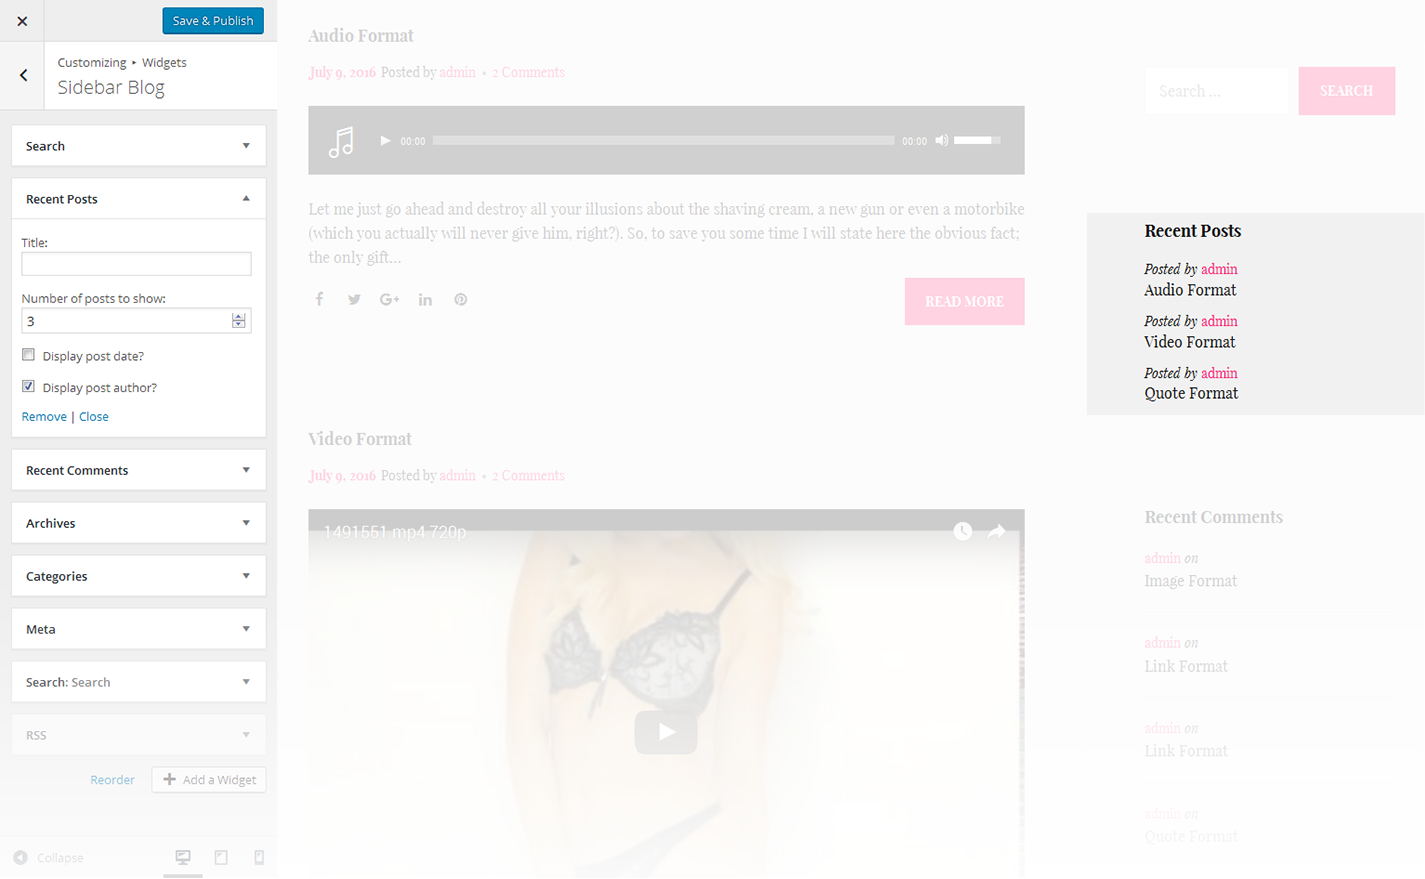 Save & Publish
Customizing ▸ Widgets
Sidebar Blog
Search
Recent Posts
Title:
Number of posts to show:
3
Display post date?
Display post author?
Remove | Close
Recent Comments
Archives
Categories
Meta
Search: Search
RSS
Reorder
Add a Widget
Collapse
Audio Format
July 9, 2016 Posted by admin • 2 Comments
00:00
00:00
Let me just go ahead and destroy all your illusions about the shaving cream, a new gun or even a motorbike
(which you actually will never give him, right?). So, to save you some time I will state here the obvious fact;
the only gift...
READ MORE
Video Format
July 9, 2016 Posted by admin • 2 Comments
1491551 mp4 720p
Search ...
SEARCH
Recent Posts
Posted by admin
Audio Format
Posted by admin
Video Format
Posted by admin
Quote Format
Recent Comments
admin on
Image Format
admin on
Link Format
admin on
Link Format
admin on
Quote Format